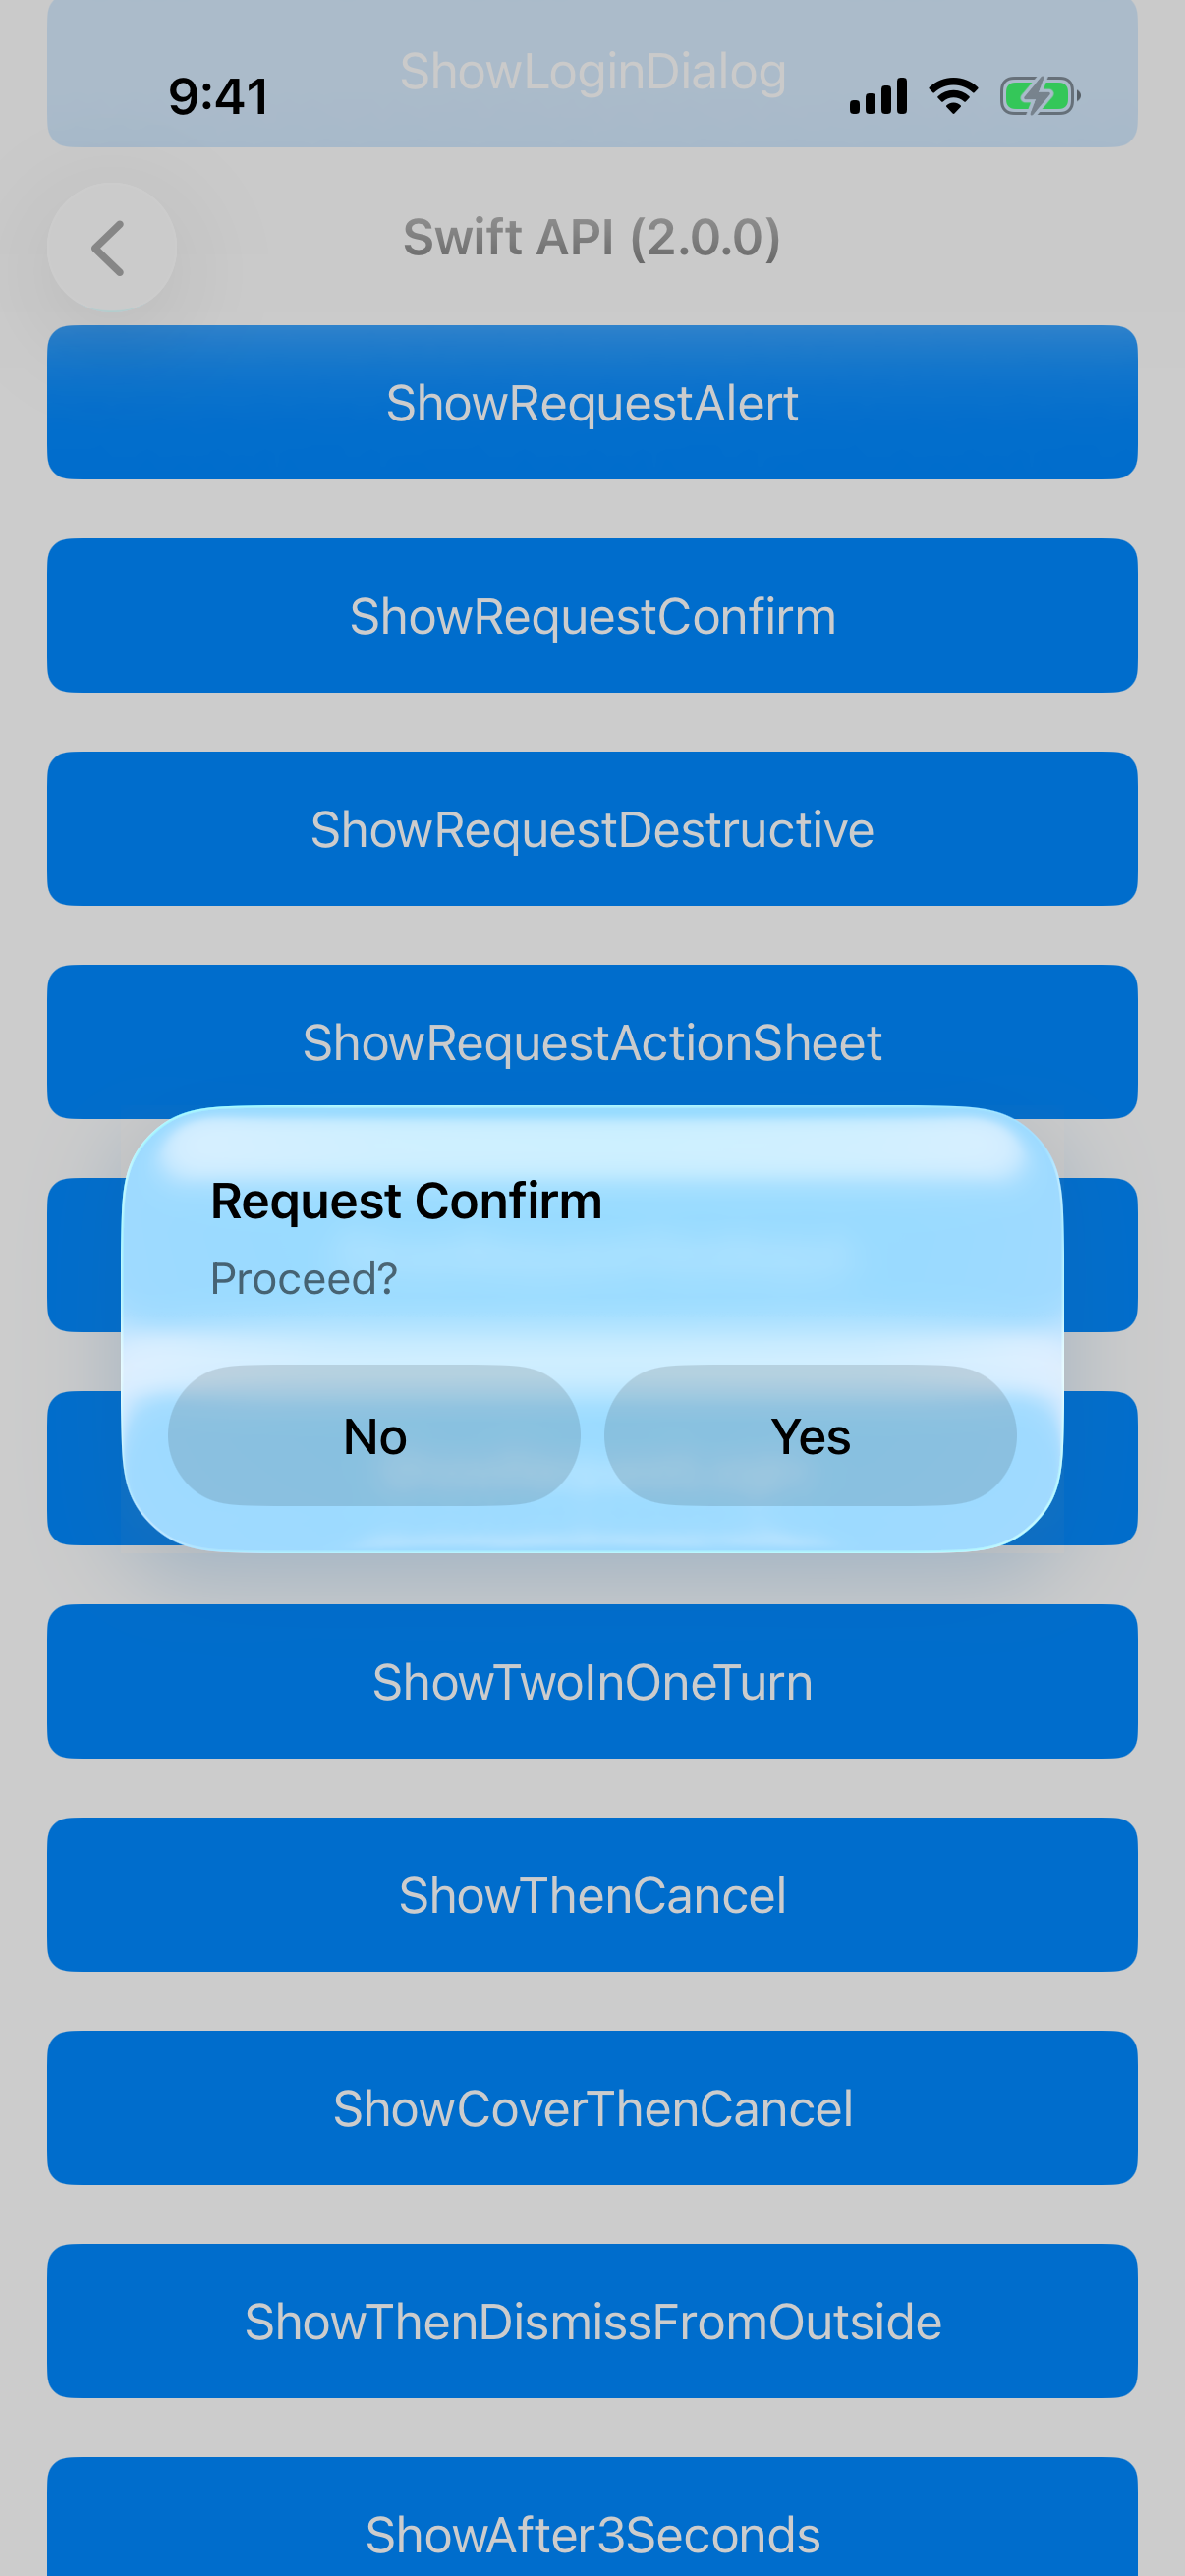 ShowLoginDialog
9:41
Swift API (2.0.0)
ShowRequestAlert
ShowRequestConfirm
ShowRequestDestructive
ShowRequestActionSheet
Request Confirm
Proceed?
No
Yes
ShowTwoInOneTurn
ShowThenCancel
ShowCoverThenCancel
ShowThenDismissFromOutside
ShowAfter3Seconds